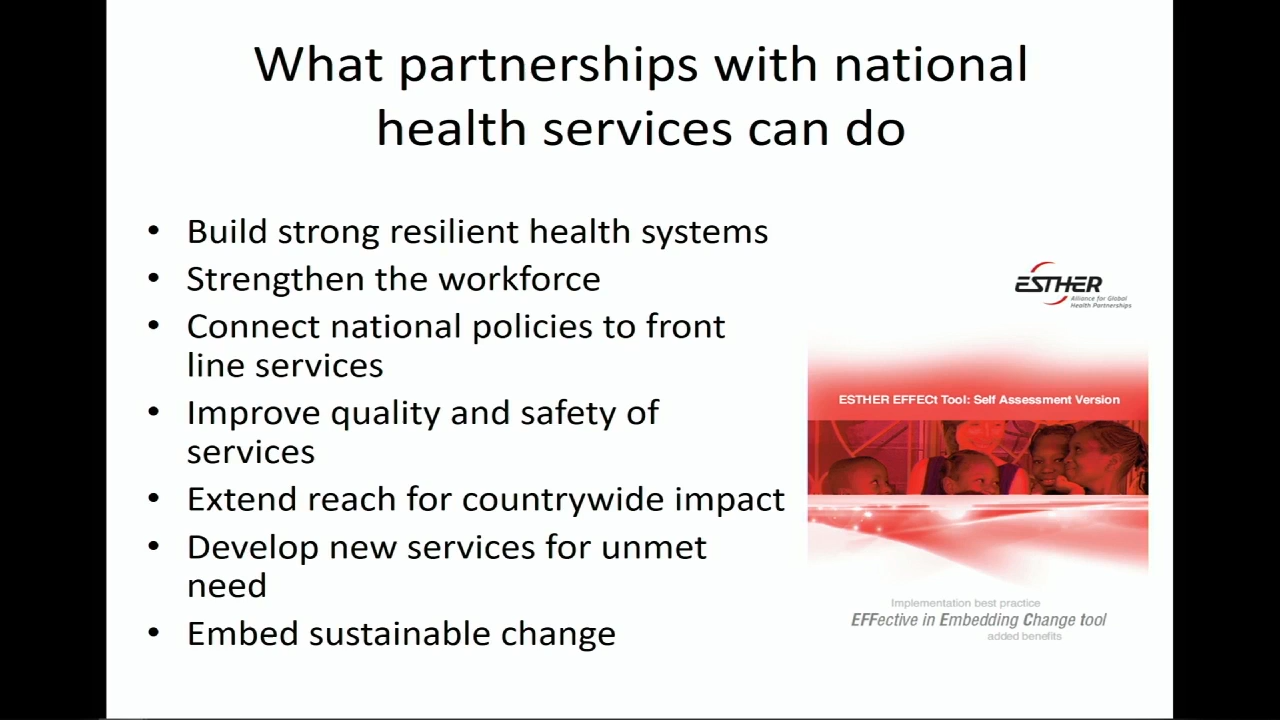 What partnerships with national
health services can do
• Build strong resilient health systems
• Strengthen the workforce
• Connect national policies to front
line services
• Improve quality and safety of
services
• Extend reach for countrywide impact
• Develop new services for unmet
need
• Embed sustainable change
ESTHER
Alliance for Global
Health Partnerships
ESTHER EFFECt Tool: Self Assessment Version
Implementation best practice
EFFective in Embedding Change tool
added benefits